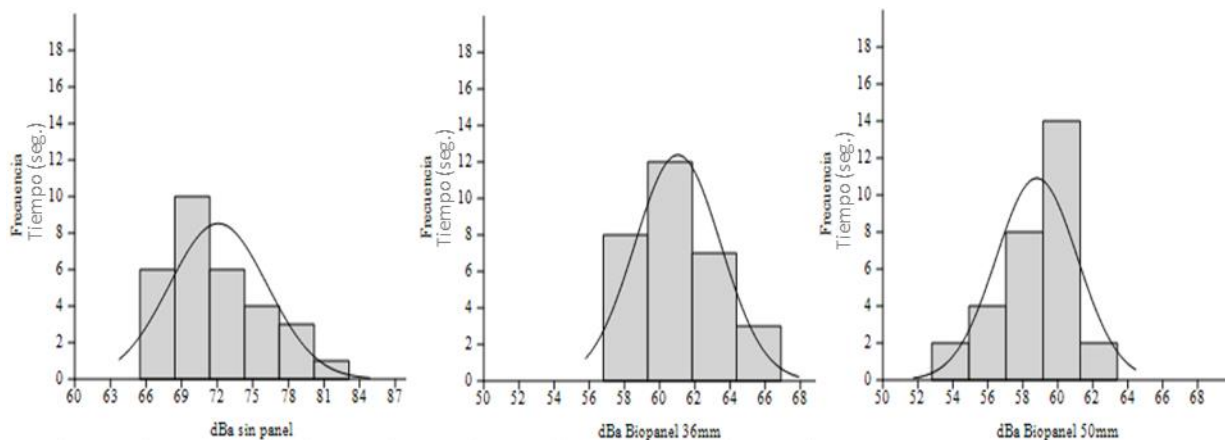 18
16
14
12
10
8
6
4
2
0
Frecuencia
Tiempo (seg.)
60 63 66 69 72 75 78 81 84 87
dBa sin panel
18
16
14
12
10
8
6
4
2
0
Frecuencia
Tiempo (seg.)
50 52 54 56 58 60 62 64 66 68
dBa Biopanel 36mm
18
16
14
12
10
8
6
4
2
0
Frecuencia
Tiempo (seg.)
50 52 54 56 58 60 62 64 66 68
dBa Biopanel 50mm